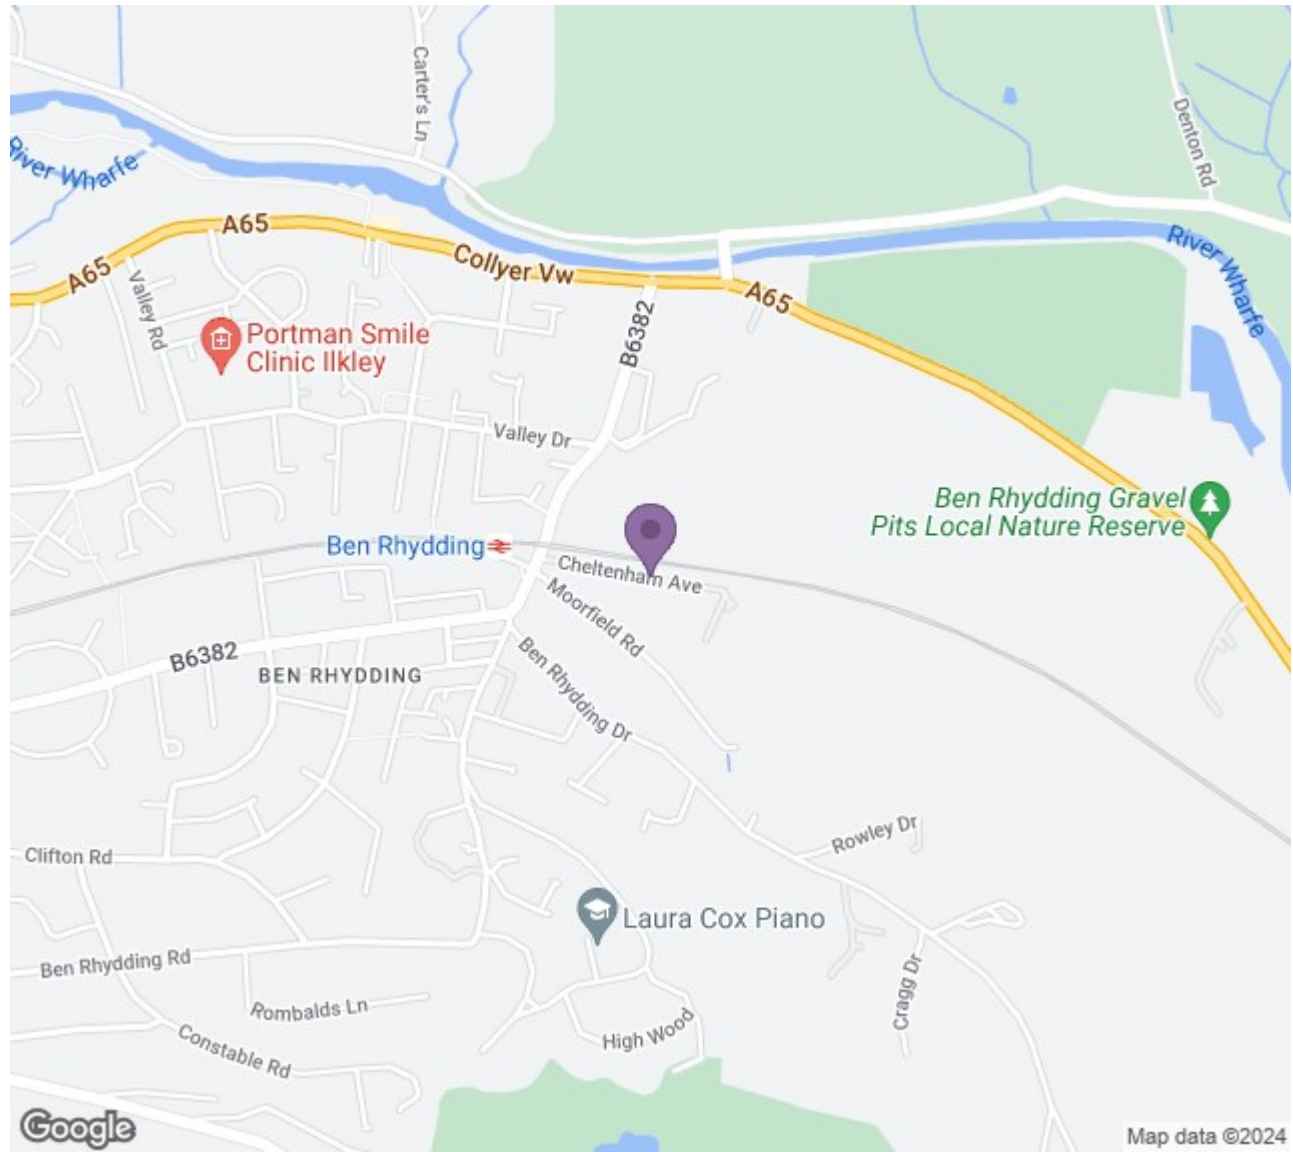 Carter's Ln
Denton Rd
River Wharfe
A65
Collyer Vw
River Wharfe
A65
A65
Valley Rd
B6382
Portman Smile
Clinic Ilkley
Valley Dr
Ben Rhydding Gravel
Pits Local Nature Reserve
Ben Rhydding
Cheltenham Ave
Moorfield Rd
B6382
BEN RHYDDING
Ben Rhydding Dr
Rowley Dr
Clifton Rd
Laura Cox Piano
Ben Rhydding Rd
Cragg Dr
Rombalds Ln
High Wood
Constable Rd
Google
Map data ©2024